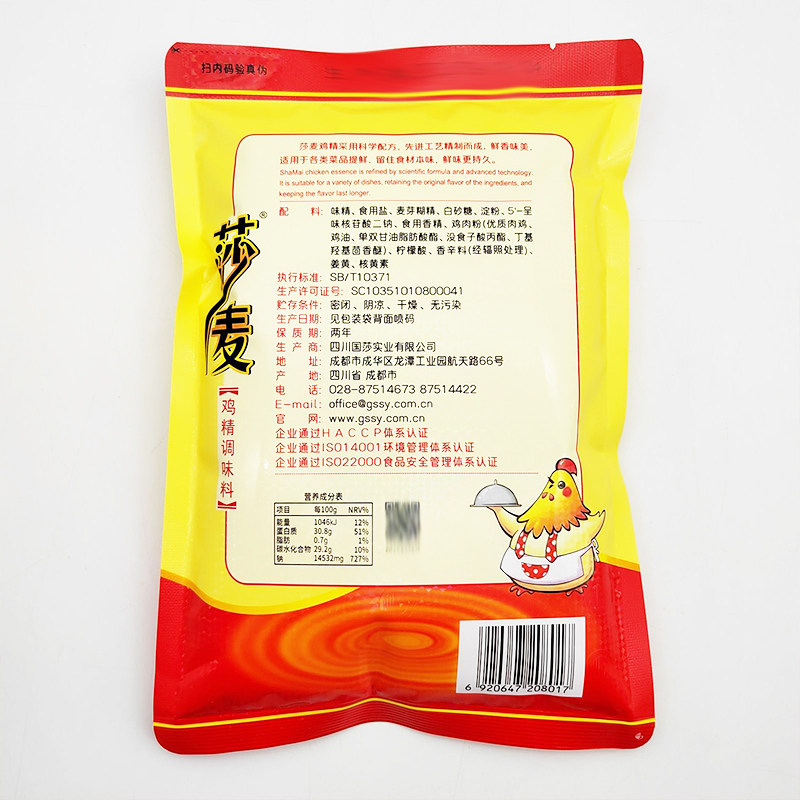 扫内码验真伪
莎麦鸡精采用科学配方，先进工艺精制而成，鲜香味美，
适用于各类菜品提鲜，留住食材本味，鲜味更持久。
ShaMai chicken essence is refined by scientific formula and advanced technology.
It is suitable for a variety of dishes, retaining the original flavor of the ingredients, and
keeping the flavor last longer.
配 料: 味精、食用盐、麦芽糊精、白砂糖、淀粉、5'-呈
味核苷酸二钠、食用香精、鸡肉粉(优质肉鸡、
鸡油、单双甘油脂肪酸酯、没食子酸丙酯、丁基
羟基茴香醚)、柠檬酸、香辛料(经辐照处理)、
姜黄、核黄素
执行标准: SB/T10371
生产许可证号: SC10351010800041
贮存条件: 密闭、阴凉、干燥、无污染
生产日期: 见包装袋背面喷码
保 质 期: 两年
生 产 商: 四川国莎实业有限公司
地 址: 成都市成华区龙潭工业园航天路66号
产 地: 四川省 成都市
电 话: 028-87514673 87514422
E-mail: office@gssy.com.cn
官 网: www.gssy.com.cn
企业通过HACCP体系认证
企业通过ISO14001环境管理体系认证
企业通过ISO22000食品安全管理体系认证
莎麦®
【鸡精调味料】
营养成分表
项目 每100g NRV%
能量 1046kJ 12%
蛋白质 30.8g 51%
脂肪 0.7g 1%
碳水化合物 29.2g 10%
钠 14532mg 727%
6 920647 208017